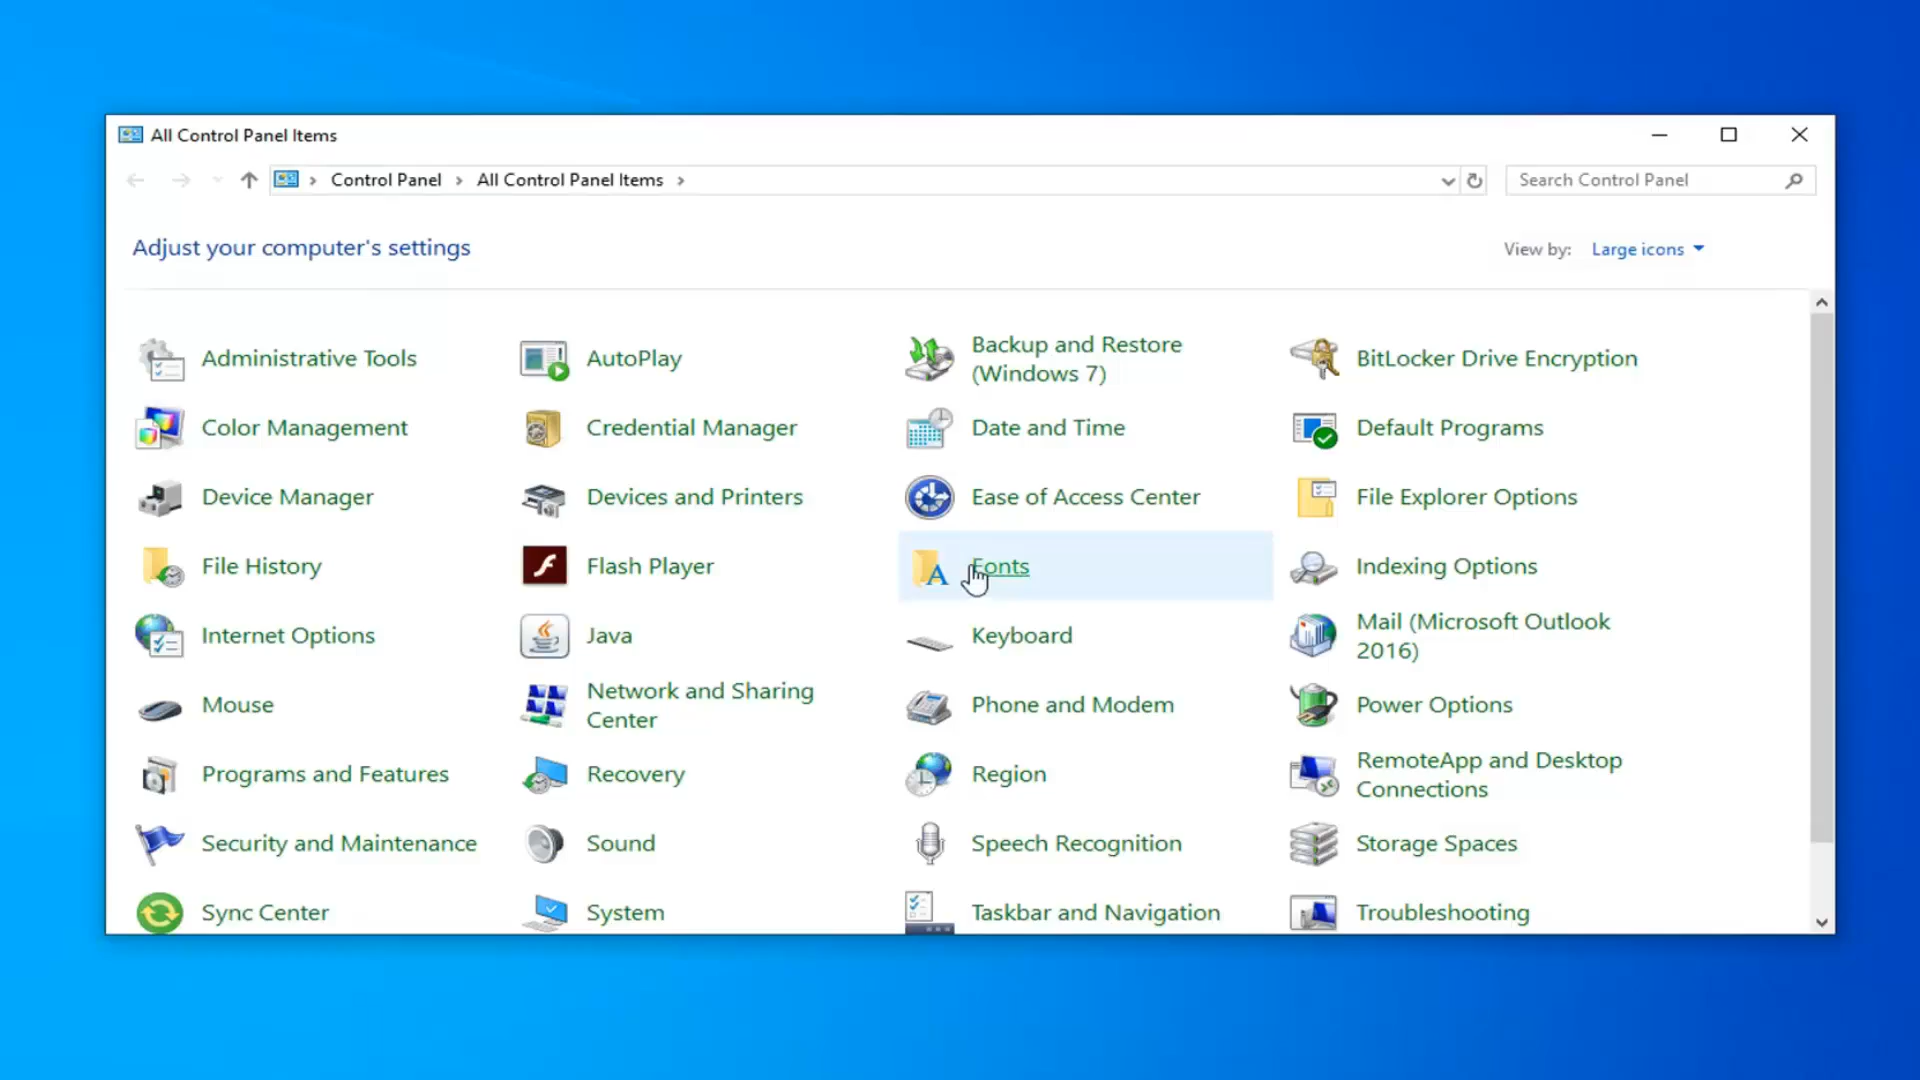 All Control Panel Items
Control Panel > All Control Panel Items >
Search Control Panel
Adjust your computer's settings
View by: Large icons
Administrative Tools
AutoPlay
Backup and Restore
(Windows 7)
BitLocker Drive Encryption
Color Management
Credential Manager
Date and Time
Default Programs
Device Manager
Devices and Printers
Ease of Access Center
File Explorer Options
File History
Flash Player
Fonts
Indexing Options
Internet Options
Java
Keyboard
Mail (Microsoft Outlook
2016)
Mouse
Network and Sharing
Center
Phone and Modem
Power Options
Programs and Features
Recovery
Region
RemoteApp and Desktop
Connections
Security and Maintenance
Sound
Speech Recognition
Storage Spaces
Sync Center
System
Taskbar and Navigation
Troubleshooting